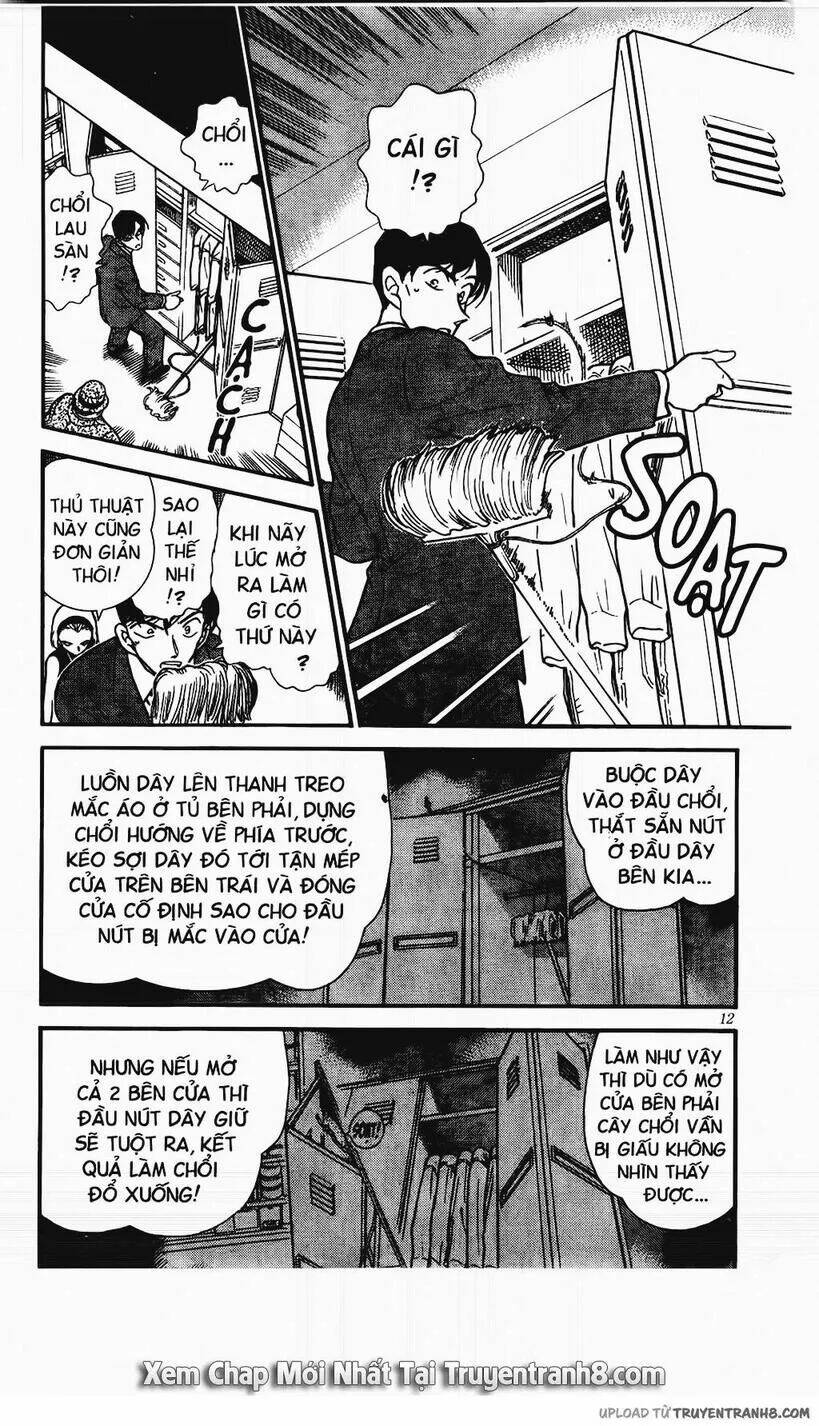 CÁI GÌ
!?
SOẠT
CHỔI
...
CHỔI
LAU
SÀN
!?
CẠCH
KHI NÃY
LÚC MỞ
RA LÀM
GÌ CÓ
THỨ NÀY
?
SAO
LẠI
THẾ
NHỈ
!?
THỦ THUẬT
NÀY CŨNG
ĐƠN GIẢN
THÔI!
BUỘC DÂY
VÀO ĐẦU CHỔI,
THẮT SẴN NÚT
Ở ĐẦU DÂY
BÊN KIA...
LUỒN DÂY LÊN THANH TREO
MẮC ÁO Ở TỦ BÊN PHẢI, DỰNG
CHỔI HƯỚNG VỀ PHÍA TRƯỚC,
KÉO SỢI DÂY ĐÓ TỚI TẬN MÉP
CỬA TRÊN BÊN TRÁI VÀ ĐÓNG
CỬA CỐ ĐỊNH SAO CHO ĐẦU
NÚT BỊ MẮC VÀO CỬA!
12
LÀM NHƯ VẬY
THÌ DÙ CÓ MỞ
CỬA BÊN PHẢI
CÂY CHỔI VẪN
BỊ GIẤU KHÔNG
NHÌN THẤY
ĐƯỢC...
SOẠT!
NHƯNG NẾU MỞ
CẢ 2 BÊN CỬA THÌ
ĐẦU NÚT DÂY GIỮ
SẼ TUỘT RA, KẾT
QUẢ LÀM CHỔI
ĐỔ XUỐNG!
Xem Chap Mới Nhất Tại Truyentranh8.com
UPLOAD TỪ TRUYENTRANH8.COM